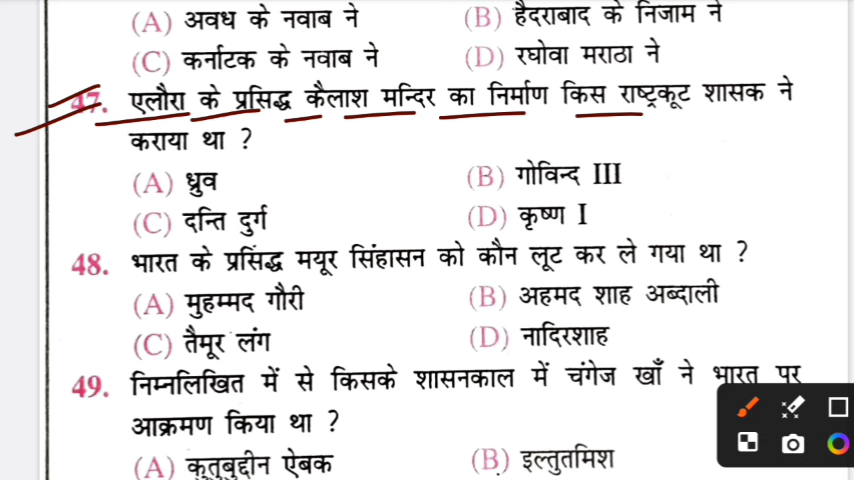 (A) अवध के नवाब ने (B) हैदराबाद के निजाम ने
(C) कर्नाटक के नवाब ने (D) रघोवा मराठा ने
47. एलौरा के प्रसिद्ध कैलाश मन्दिर का निर्माण किस राष्ट्रकूट शासक ने
कराया था ?
(A) ध्रुव (B) गोविन्द III
(C) दन्ति दुर्ग (D) कृष्ण I
48. भारत के प्रसिद्ध मयूर सिंहासन को कौन लूट कर ले गया था ?
(A) मुहम्मद गौरी (B) अहमद शाह अब्दाली
(C) तैमूर लंग (D) नादिरशाह
49. निम्नलिखित में से किसके शासनकाल में चंगेज खाँ ने भारत पर
आक्रमण किया था ?
(A) कुतुबुद्दीन ऐबक (B) इल्तुतमिश